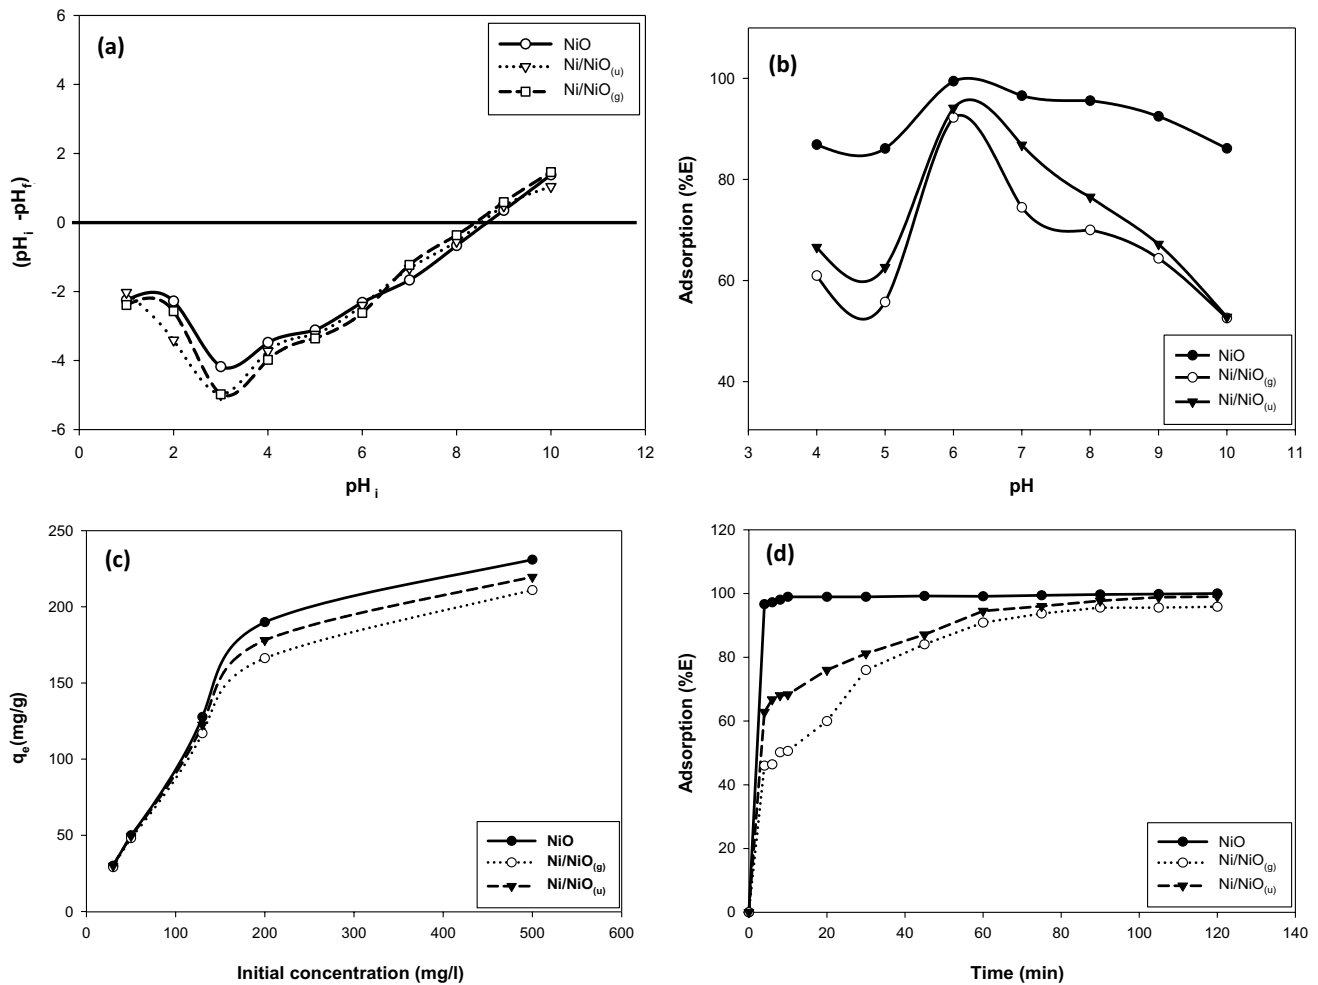 (a)
6
4
2
0
-2
-4
-6
(pHi -pHf)
NiO
Ni/NiO(u)
Ni/NiO(g)
0 2 4 6 8 10 12
pH i
(b)
100
80
60
40
Adsorption (%E)
NiO
Ni/NiO(g)
Ni/NiO(u)
3 4 5 6 7 8 9 10 11
pH
(c)
250
200
150
100
50
0
qe(mg/g)
NiO
Ni/NiO(g)
Ni/NiO(u)
0 100 200 300 400 500 600
Initial concentration (mg/l)
(d)
120
100
80
60
40
20
0
Adsorption (%E)
NiO
Ni/NiO(g)
Ni/NiO(u)
0 20 40 60 80 100 120 140
Time (min)